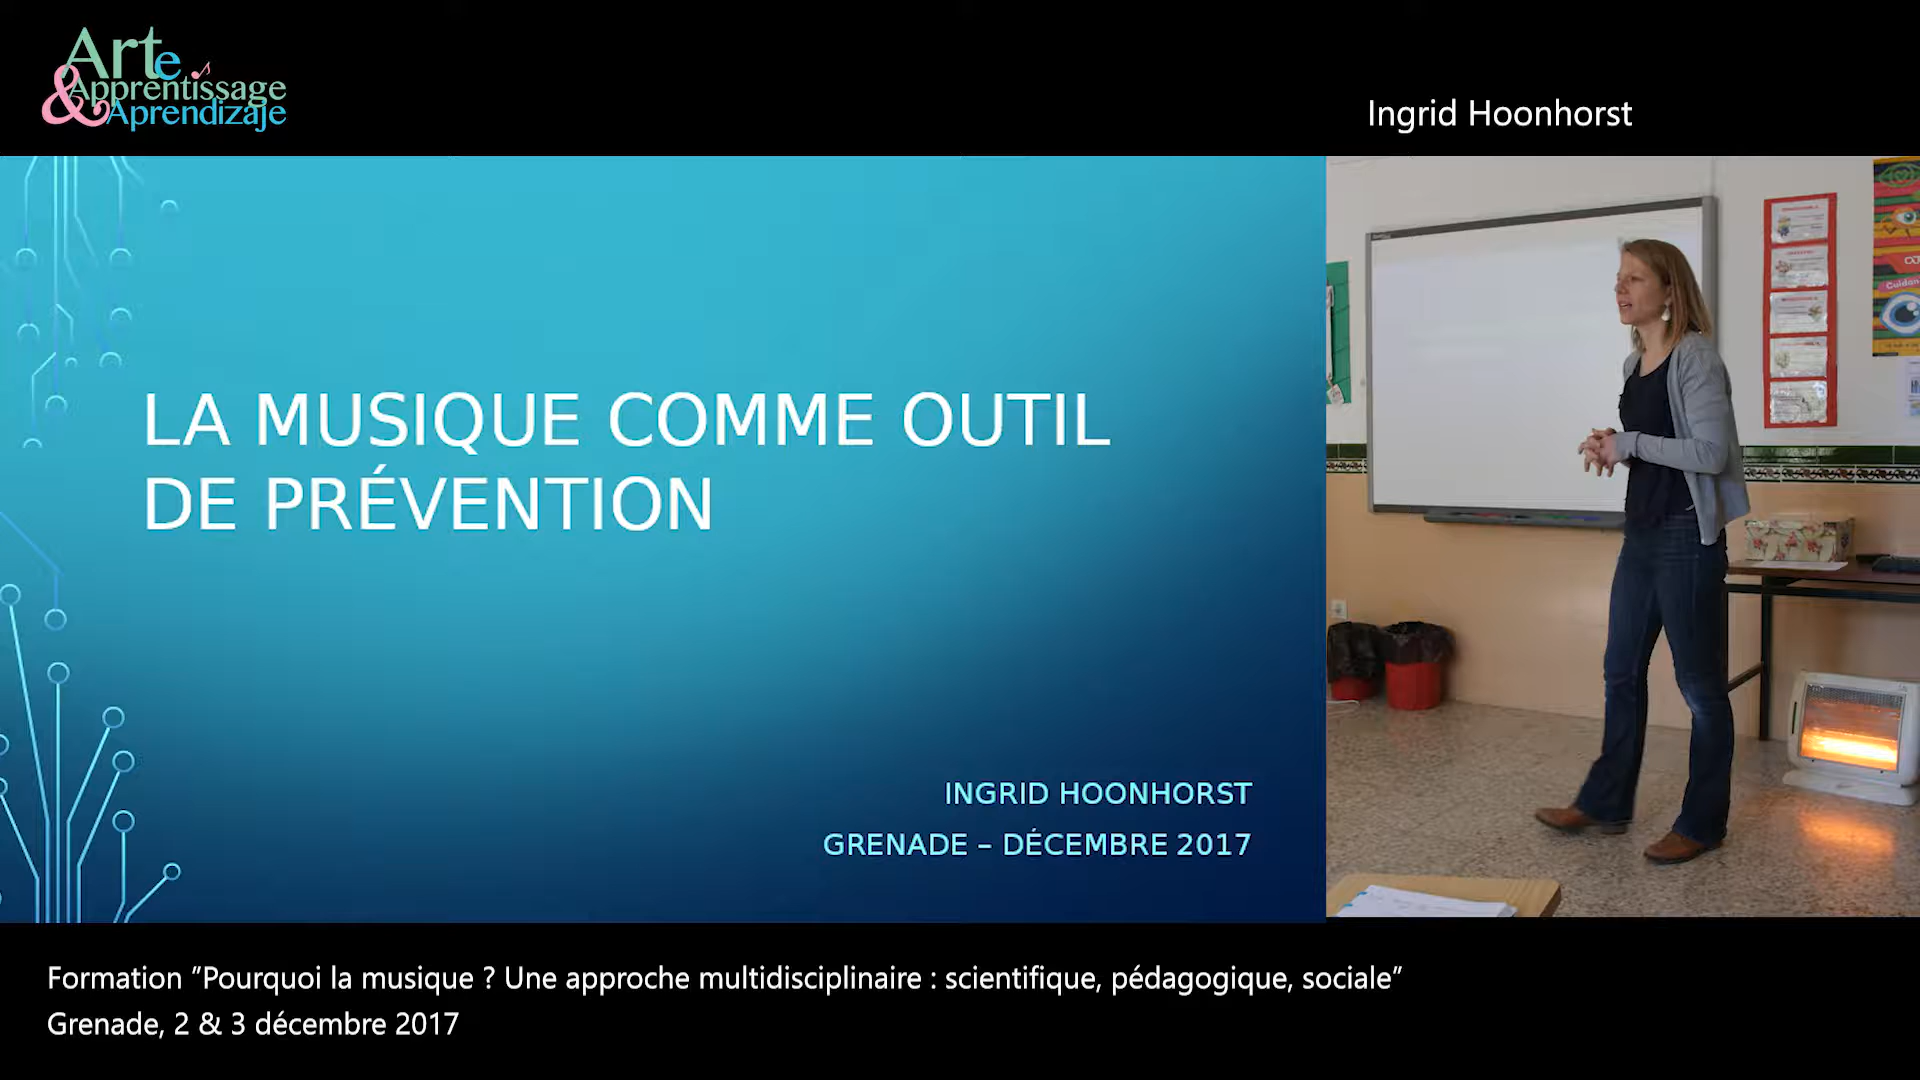 Arte
&Apprentissage
Aprendizaje
Ingrid Hoonhorst
LA MUSIQUE COMME OUTIL
DE PRÉVENTION
INGRID HOONHORST
GRENADE – DÉCEMBRE 2017
Formation ”Pourquoi la musique ? Une approche multidisciplinaire : scientifique, pédagogique, sociale”
Grenade, 2 & 3 décembre 2017